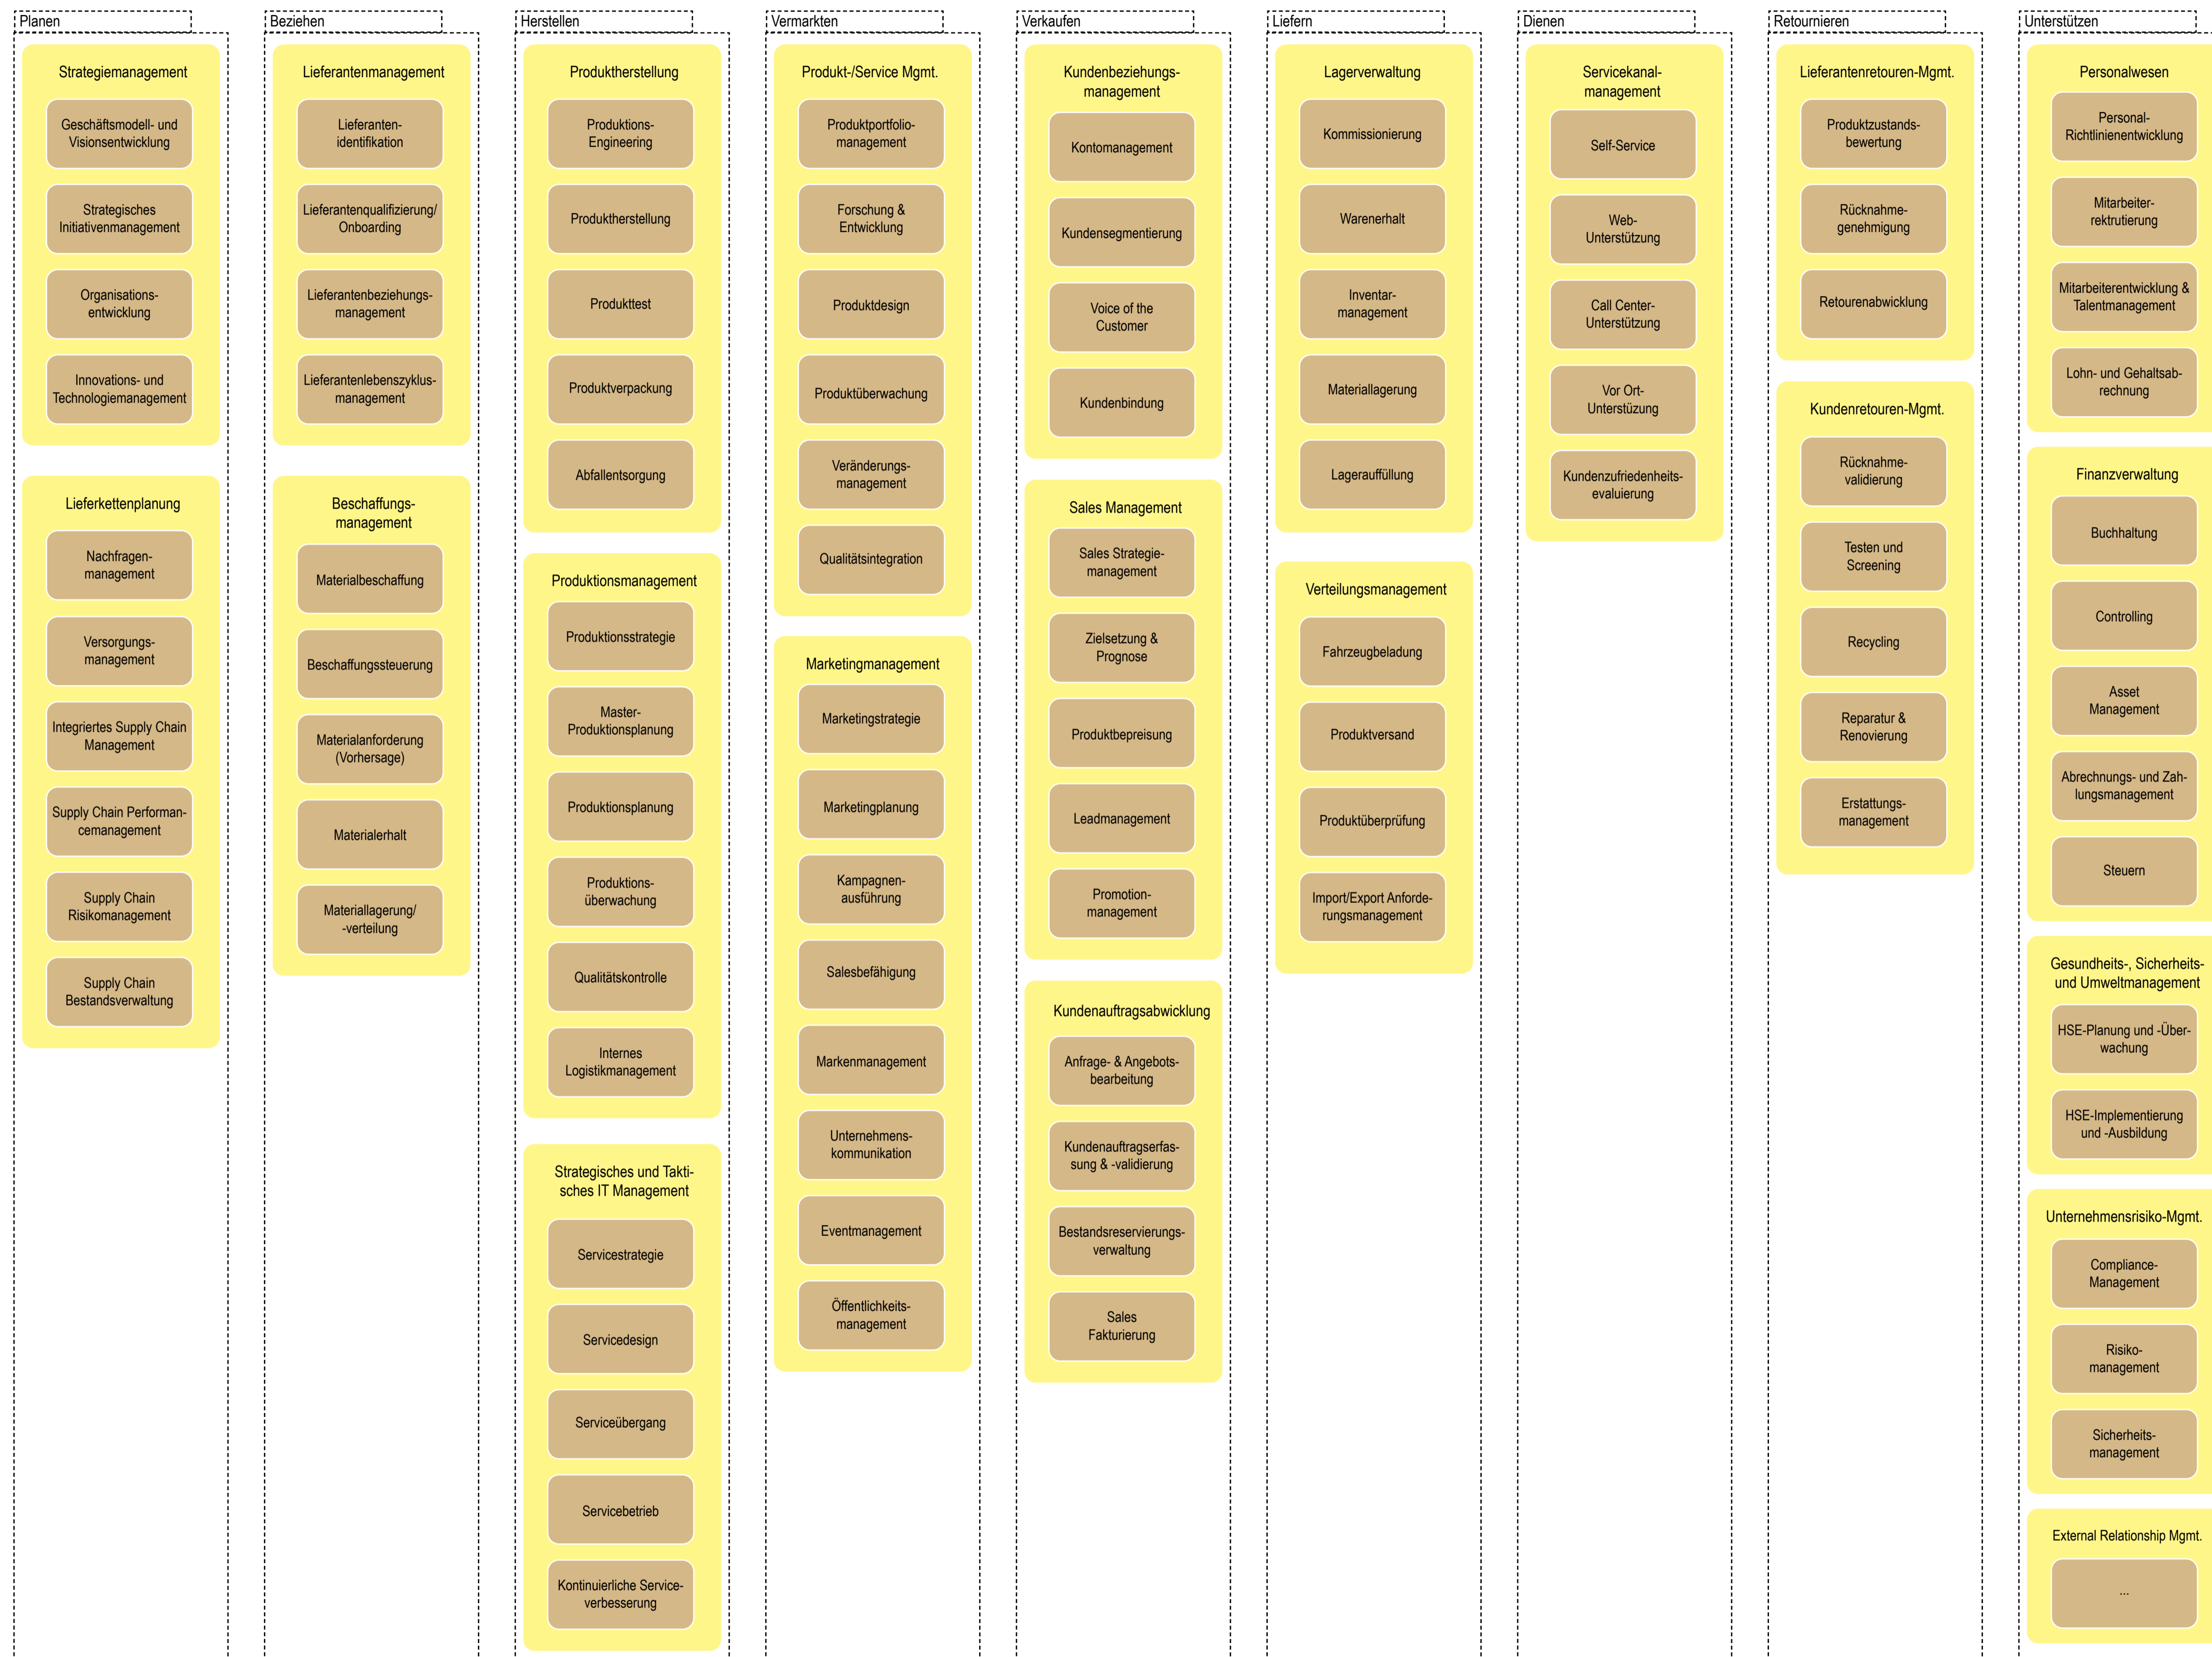 Planen
Strategiemanagement
Geschäftsmodell- und
Visionsentwicklung
Strategisches
Initiativenmanagement
Organisations-
entwicklung
Innovations- und
Technologiemanagement
Lieferkettenplanung
Nachfragen-
management
Versorgungs-
management
Integriertes Supply Chain
Management
Supply Chain Performan-
cemanagement
Supply Chain
Risikomanagement
Supply Chain
Bestandsverwaltung
Beziehen
Lieferantenmanagement
Lieferanten-
identifikation
Lieferantenqualifizierung/
Onboarding
Lieferantenbeziehungs-
management
Lieferantenlebenszyklus-
management
Beschaffungs-
management
Materialbeschaffung
Beschaffungssteuerung
Materialanforderung
(Vorhersage)
Materialerhalt
Materiallagerung/
-verteilung
Herstellen
Produktherstellung
Produktions-
Engineering
Produktherstellung
Produkttest
Produktverpackung
Abfallentsorgung
Produktionsmanagement
Produktionsstrategie
Master-
Produktionsplanung
Produktionsplanung
Produktions-
überwachung
Qualitätskontrolle
Internes
Logistikmanagement
Strategisches und Takti-
sches IT Management
Servicestrategie
Servicedesign
Serviceübergang
Servicebetrieb
Kontinuierliche Service-
verbesserung
Vermarkten
Produkt-/Service Mgmt.
Produktportfolio-
management
Forschung &
Entwicklung
Produktdesign
Produktüberwachung
Veränderungs-
management
Qualitätsintegration
Marketingmanagement
Marketingstrategie
Marketingplanung
Kampagnen-
ausführung
Salesbefähigung
Markenmanagement
Unternehmens-
kommunikation
Eventmanagement
Öffentlichkeits-
management
Verkaufen
Kundenbeziehungs-
management
Kontomanagement
Kundensegmentierung
Voice of the
Customer
Kundenbindung
Sales Management
Sales Strategie-
management
Zielsetzung &
Prognose
Produktbepreisung
Leadmanagement
Promotion-
management
Kundenauftragsabwicklung
Anfrage- & Angebots-
bearbeitung
Kundenauftragserfas-
sung & -validierung
Bestandsreservierungs-
verwaltung
Sales
Fakturierung
Liefern
Lagerverwaltung
Kommissionierung
Warenerhalt
Inventar-
management
Materiallagerung
Lagerauffüllung
Verteilungsmanagement
Fahrzeugbeladung
Produktversand
Produktüberprüfung
Import/Export Anforde-
rungsmanagement
Dienen
Servicekanal-
management
Self-Service
Web-
Unterstützung
Call Center-
Unterstützung
Vor Ort-
Unterstüzung
Kundenzufriedenheits-
evaluierung
Retournieren
Lieferantenretouren-Mgmt.
Produktzustands-
bewertung
Rücknahme-
genehmigung
Retourenabwicklung
Kundenretouren-Mgmt.
Rücknahme-
validierung
Testen und
Screening
Recycling
Reparatur &
Renovierung
Erstattungs-
management
Unterstützen
Personalwesen
Personal-
Richtlinienentwicklung
Mitarbeiter-
rektrutierung
Mitarbeiterentwicklung &
Talentmanagement
Lohn- und Gehaltsab-
rechnung
Finanzverwaltung
Buchhaltung
Controlling
Asset
Management
Abrechnungs- und Zah-
lungsmanagement
Steuern
Gesundheits-, Sicherheits-
und Umweltmanagement
HSE-Planung und -Über-
wachung
HSE-Implementierung
und -Ausbildung
Unternehmensrisiko-Mgmt.
Compliance-
Management
Risiko-
management
Sicherheits-
management
External Relationship Mgmt.
...